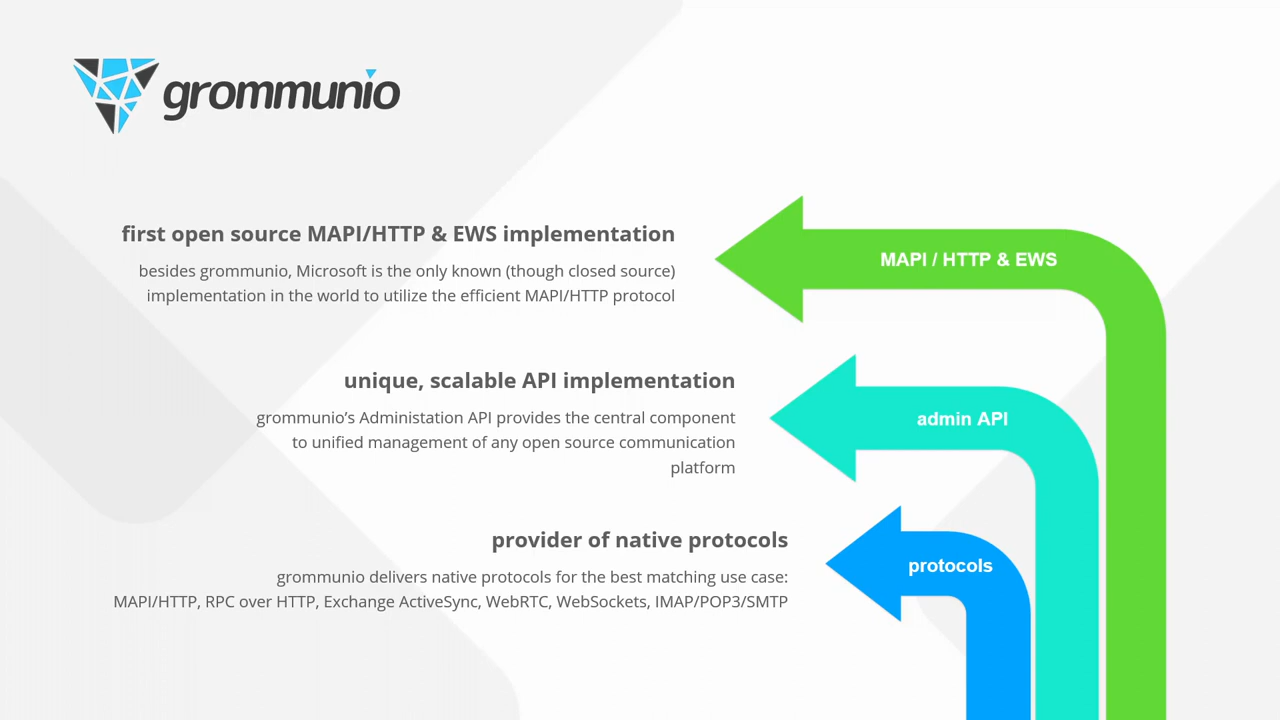 grommunio
first open source MAPI/HTTP & EWS implementation
besides grommunio, Microsoft is the only known (though closed source)
implementation in the world to utilize the efficient MAPI/HTTP protocol
MAPI / HTTP & EWS
unique, scalable API implementation
grommunio’s Administation API provides the central component
to unified management of any open source communication
platform
admin API
provider of native protocols
grommunio delivers native protocols for the best matching use case:
MAPI/HTTP, RPC over HTTP, Exchange ActiveSync, WebRTC, WebSockets, IMAP/POP3/SMTP
protocols